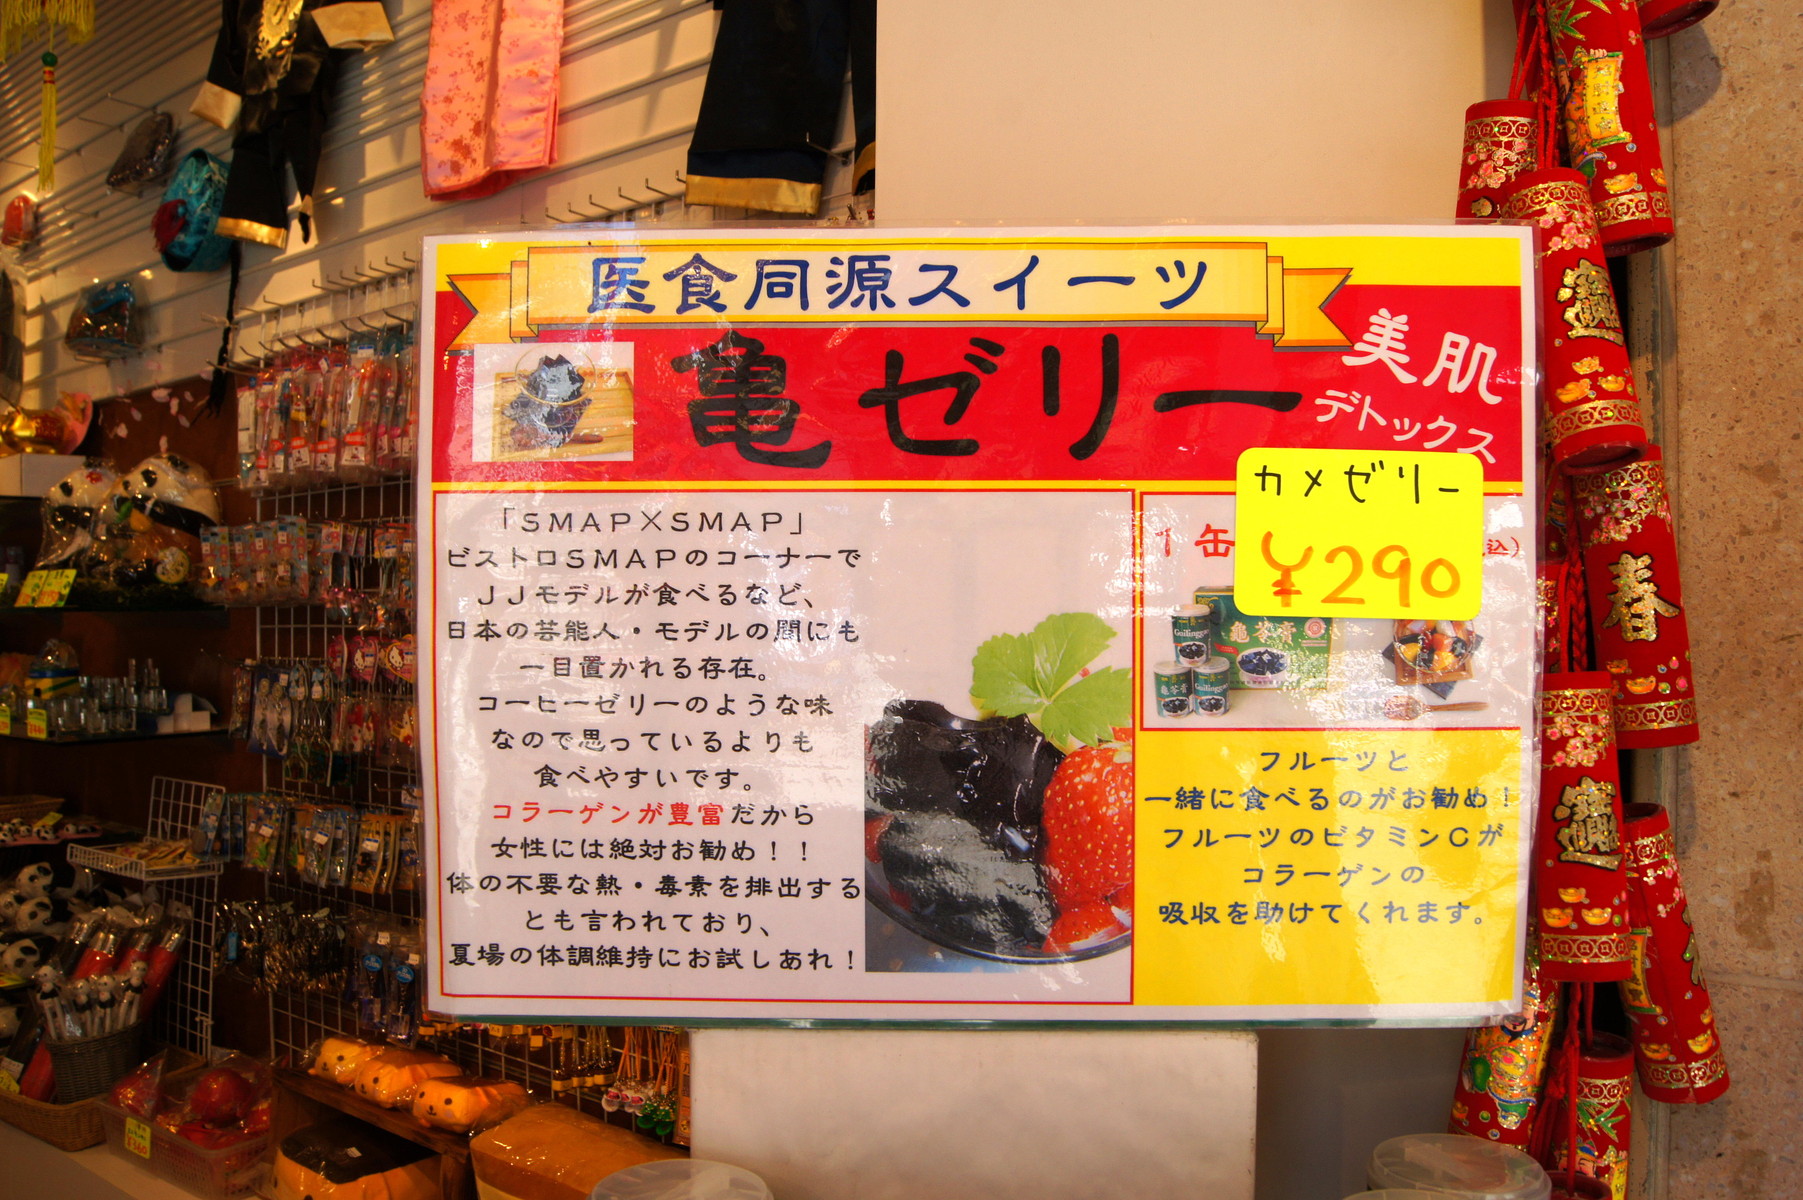 医食同源スイーツ
亀ゼリー
美肌
デトックス
カメゼリー
¥290
1缶
込)
「SMAP×SMAP」
ビストロSMAPのコーナーで
JJモデルが食べるなど、
日本の芸能人・モデルの間にも
一目置かれる存在。
コーヒーゼリーのような味
なので思っているよりも
食べやすいです。
コラーゲンが豊富だから
女性には絶対お勧め!!
体の不要な熱・毒素を排出する
とも言われており、
夏場の体調維持にお試しあれ!
龜苓膏
Guilinggao
フルーツと
一緒に食べるのがお勧め!
フルーツのビタミンCが
コラーゲンの
吸収を助けてくれます。
春